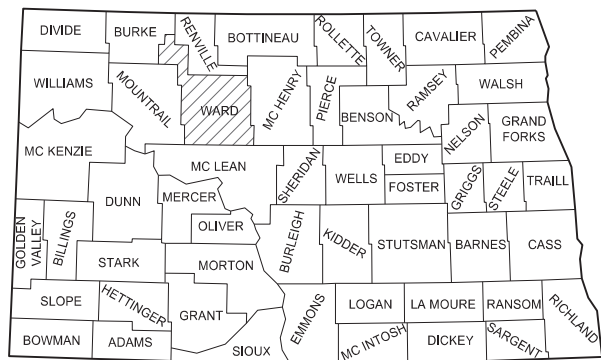 DIVIDE
BURKE
RENVILLE
BOTTINEAU
ROLLETTE
TOWNER
CAVALIER
PEMBINA
WILLIAMS
MOUNTRAIL
WARD
MC HENRY
PIERCE
BENSON
RAMSEY
WALSH
NELSON
GRAND
FORKS
MC KENZIE
MC LEAN
SHERIDAN
WELLS
EDDY
FOSTER
GRIGGS
STEELE
TRAILL
DUNN
MERCER
OLIVER
GOLDEN
VALLEY
BILLINGS
STARK
MORTON
BURLEIGH
KIDDER
STUTSMAN
BARNES
CASS
SLOPE
HETTINGER
GRANT
EMMONS
LOGAN
LA MOURE
RANSOM
RICHLAND
BOWMAN
ADAMS
SIOUX
MC INTOSH
DICKEY
SARGENT